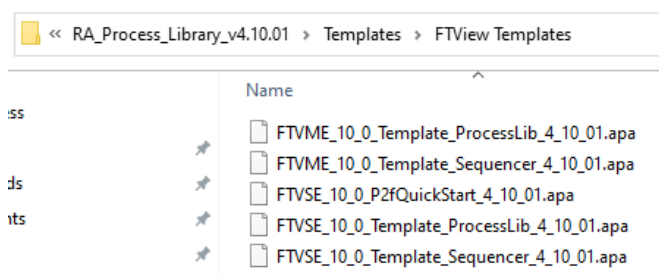 « RA_Process_Library_v4.10.01 > Templates > FTView Templates
Name
ess
FTVME_10_0_Template_ProcessLib_4_10_01.apa
FTVME_10_0_Template_Sequencer_4_10_01.apa
ds
FTVSE_10_0_P2fQuickStart_4_10_01.apa
nts
FTVSE_10_0_Template_ProcessLib_4_10_01.apa
FTVSE_10_0_Template_Sequencer_4_10_01.apa